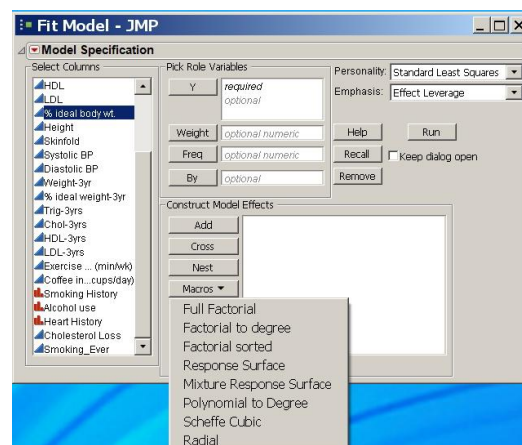 Fit Model - JMP
Model Specification
Select Columns
HDL
LDL
% ideal body wt.
Height
Skinfold
Systolic BP
Diastolic BP
Weight-3yr
% ideal weight-3yr
Trig-3yrs
Chol-3yrs
HDL-3yrs
LDL-3yrs
Exercise ... (min/wk)
Coffee in...cups/day)
Smoking History
Alcohol use
Heart History
Cholesterol Loss
Smoking_Ever
Pick Role Variables
Y
required
optional
Weight optional numeric
Freq optional numeric
By optional
Personality: Standard Least Squares
Emphasis: Effect Leverage
Help Run
Recall Keep dialog open
Remove
Construct Model Effects
Add
Cross
Nest
Macros
Full Factorial
Factorial to degree
Factorial sorted
Response Surface
Mixture Response Surface
Polynomial to Degree
Scheffe Cubic
Radial